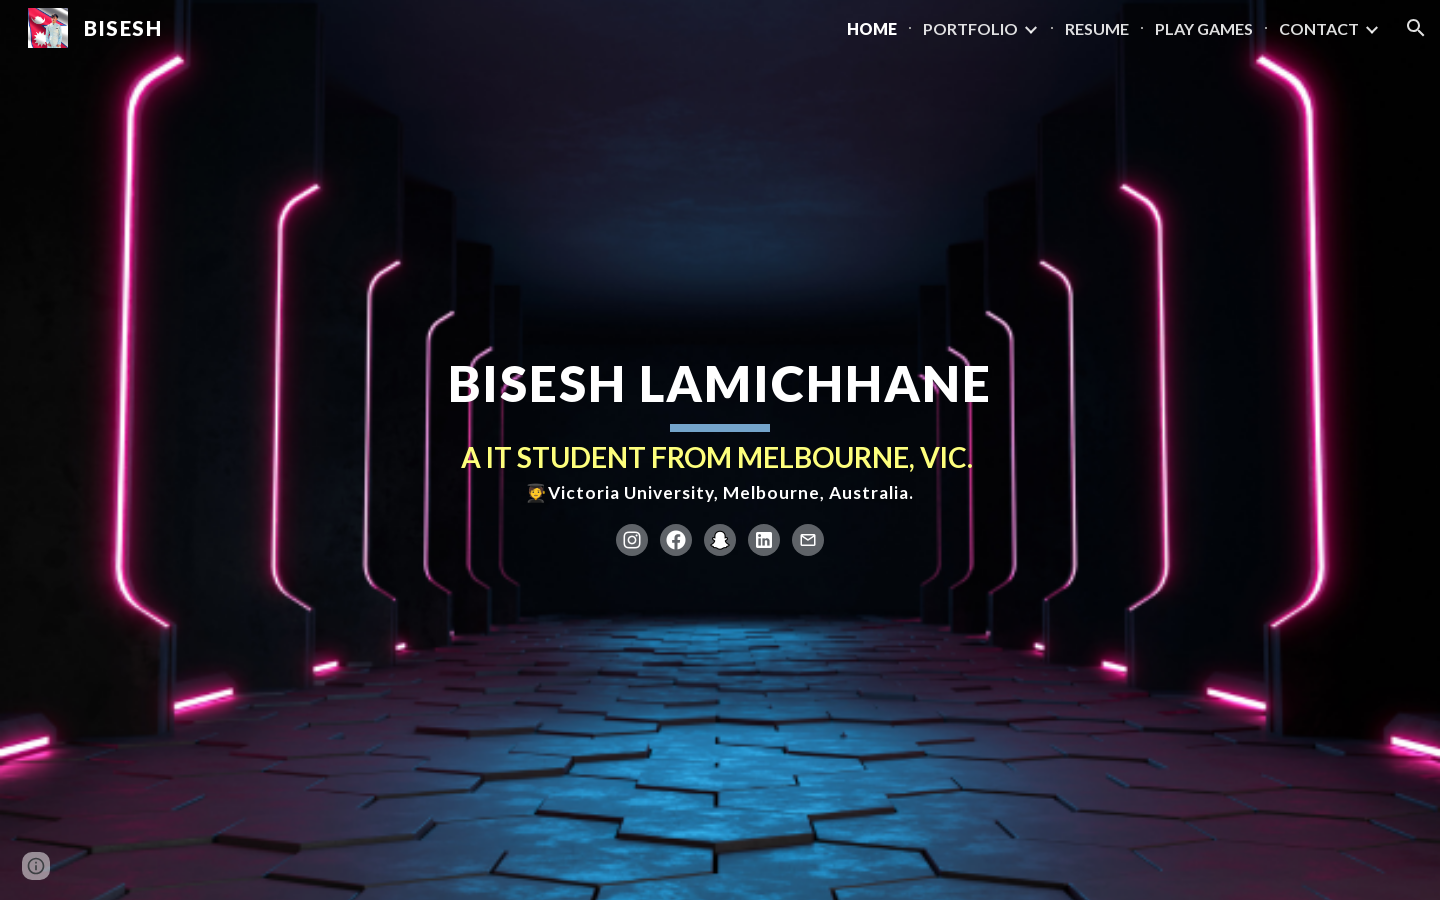 BISESH
HOME · PORTFOLIO · RESUME · PLAY GAMES · CONTACT
BISESH LAMICHHANE
A IT STUDENT FROM MELBOURNE, VIC.
👩‍🎓Victoria University, Melbourne, Australia.